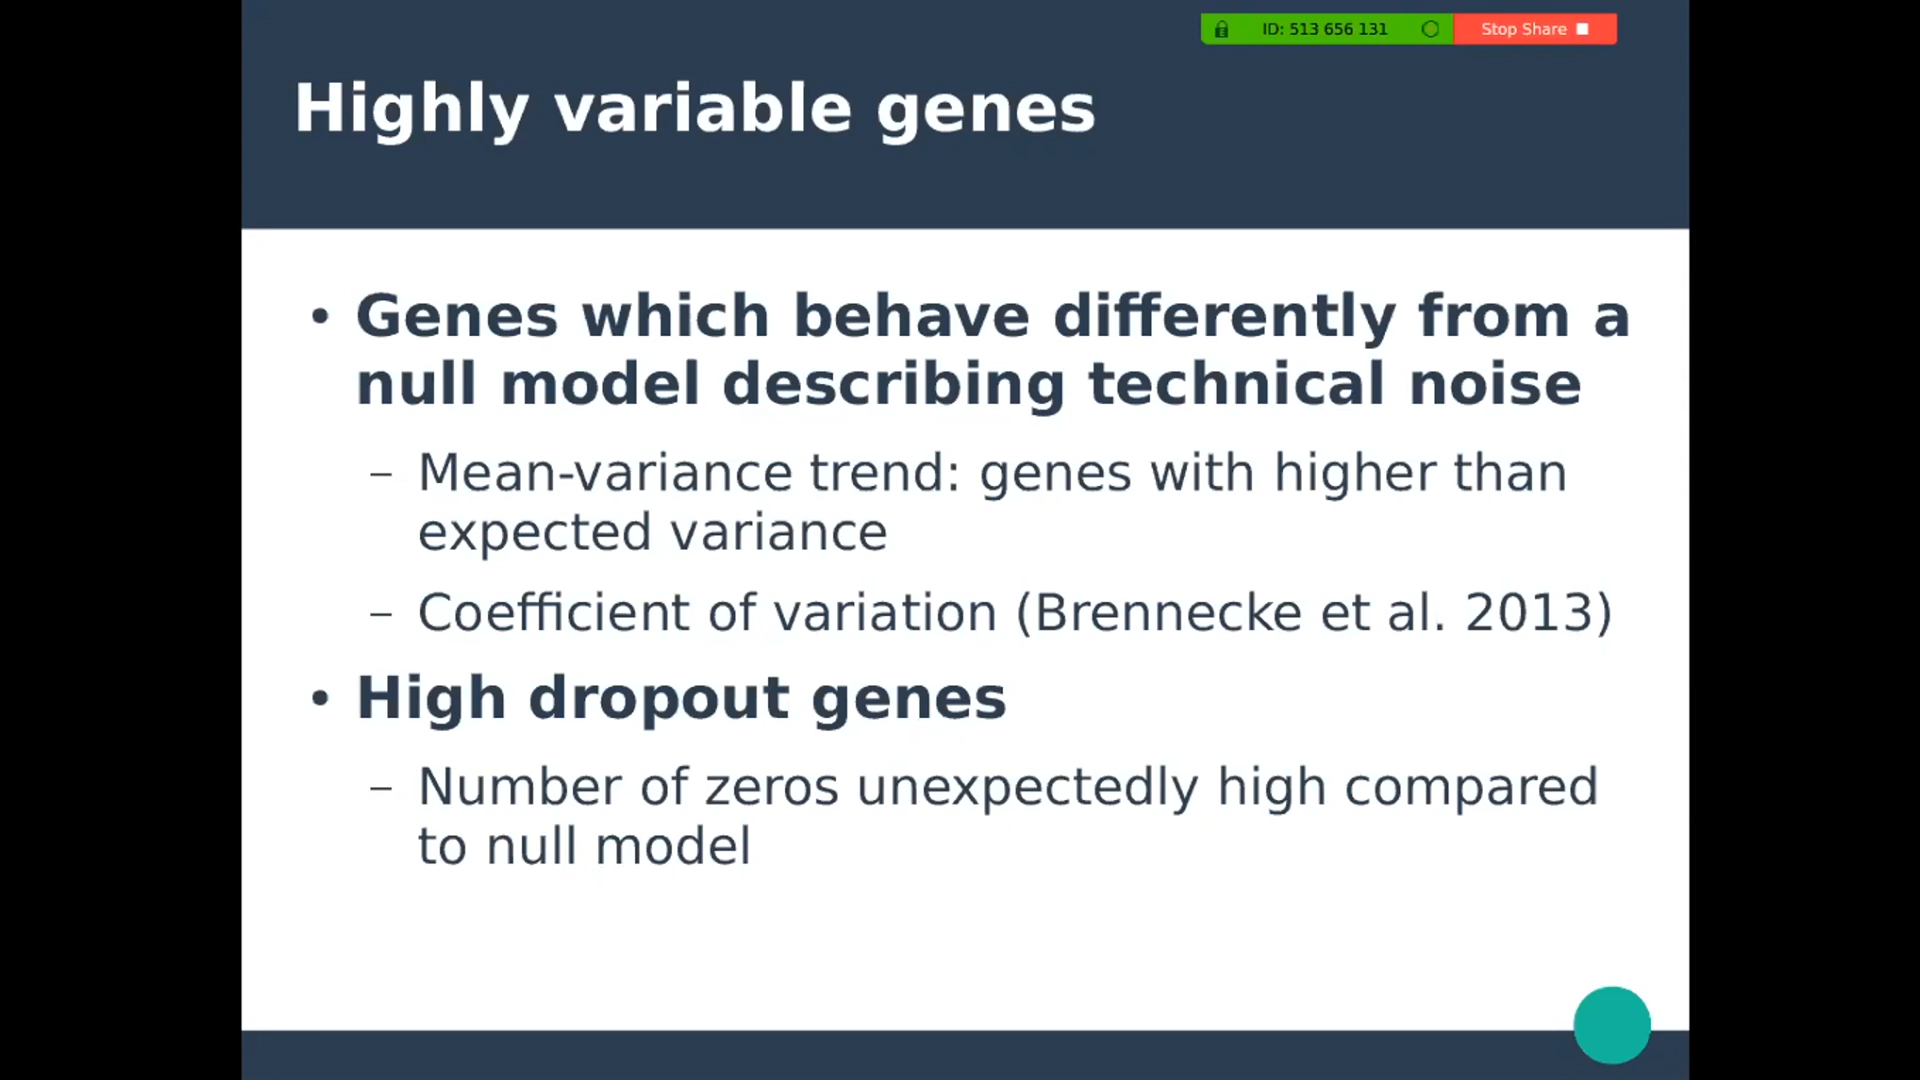 ID: 513 656 131 Stop Share
Highly variable genes
• Genes which behave differently from a
null model describing technical noise
– Mean-variance trend: genes with higher than
expected variance
– Coefficient of variation (Brennecke et al. 2013)
• High dropout genes
– Number of zeros unexpectedly high compared
to null model